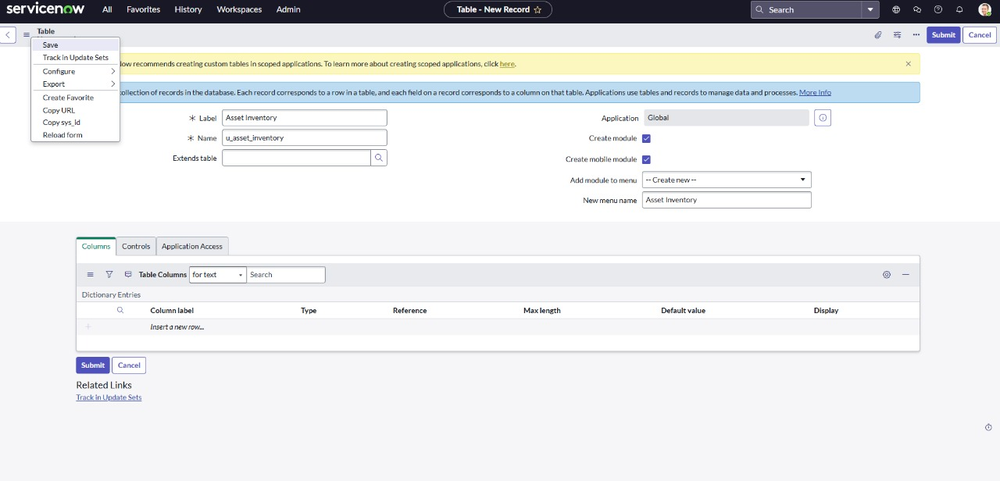 servicenow All Favorites History Workspaces Admin Table - New Record Search
Table
Submit Cancel
Save
Track in Update Sets
Configure
Export
Create Favorite
Copy URL
Copy sys_id
Reload form
Now recommends creating custom tables in scoped applications. To learn more about creating scoped applications, click here.
collection of records in the database. Each record corresponds to a row in a table, and each field on a record corresponds to a column on that table. Applications use tables and records to manage data and processes. More Info
Label Asset Inventory
Name u_asset_inventory
Extends table
Application Global
Create module
Create mobile module
Add module to menu -- Create new --
New menu name Asset Inventory
Columns Controls Application Access
Table Columns for text Search
Dictionary Entries
Column label Type Reference Max length Default value Display
Insert a new row...
Submit Cancel
Related Links
Track in Update Sets